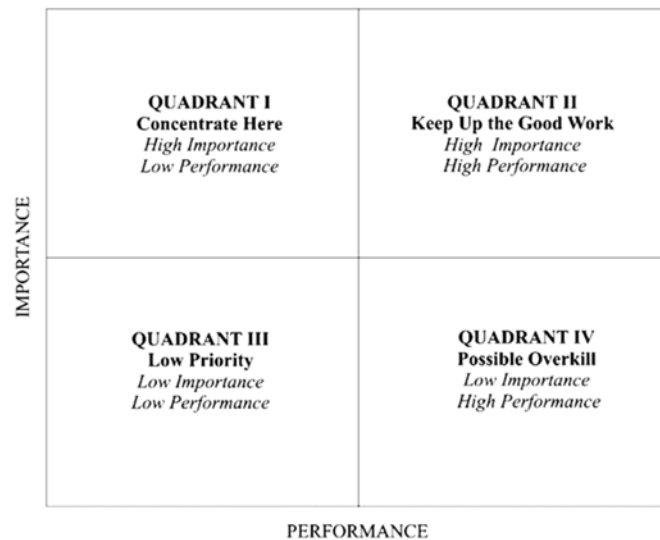 QUADRANT I
Concentrate Here
High Importance
Low Performance
QUADRANT II
Keep Up the Good Work
High Importance
High Performance
IMPORTANCE
QUADRANT III
Low Priority
Low Importance
Low Performance
QUADRANT IV
Possible Overkill
Low Importance
High Performance
PERFORMANCE